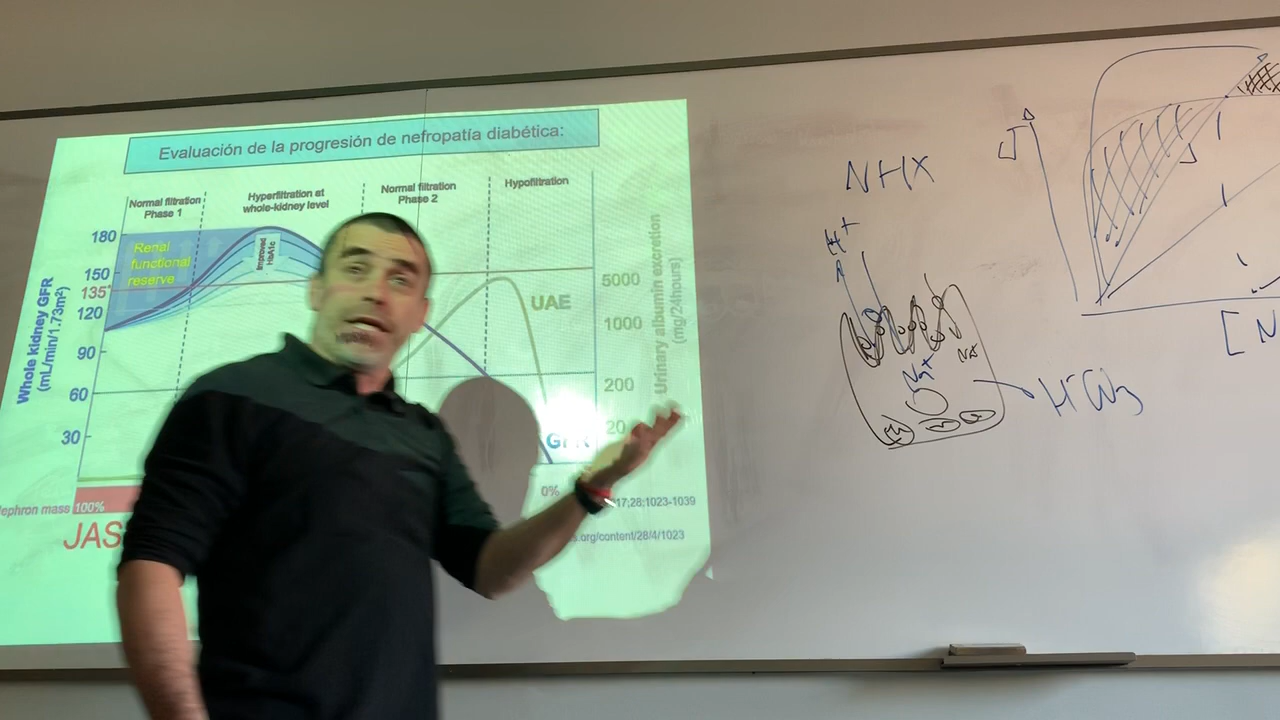 Evaluación de la progresión de nefropatía diabética:
Normal filtration
Phase 1
Hyperfiltration at
whole-kidney level
Normal filtration
Phase 2
Hypofiltration
Renal
functional
reserve
Improved
HbA1c
180
150
135*
120
90
60
30
Whole kidney GFR
(mL/min/1.73m²)
UAE
GFR
5000
1000
200
20
Urinary albumin excretion
(mg/24hours)
ephron mass
100%
0%
JAS
17;28:1023-1039
s.org/content/28/4/1023
NHX
H+
Na+
HCO3
J
[ N